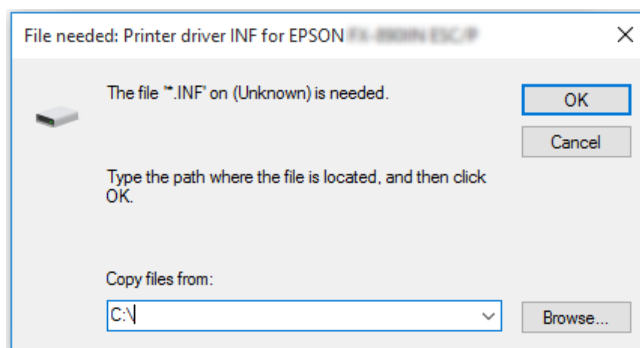 File needed: Printer driver INF for EPSON
The file '*.INF' on (Unknown) is needed.
OK
Cancel
Type the path where the file is located, and then click
OK.
Copy files from:
C:\
Browse...